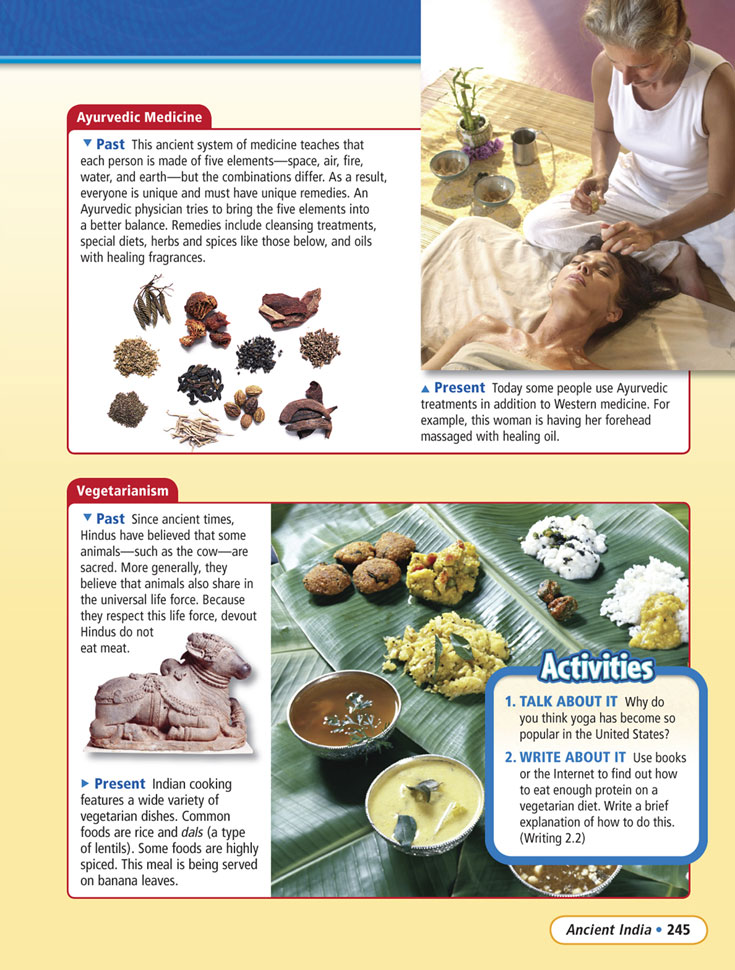 Ayurvedic Medicine
▼ Past This ancient system of medicine teaches that
each person is made of five elements—space, air, fire,
water, and earth—but the combinations differ. As a result,
everyone is unique and must have unique remedies. An
Ayurvedic physician tries to bring the five elements into
a better balance. Remedies include cleansing treatments,
special diets, herbs and spices like those below, and oils
with healing fragrances.
▲ Present Today some people use Ayurvedic
treatments in addition to Western medicine. For
example, this woman is having her forehead
massaged with healing oil.
Vegetarianism
▼ Past Since ancient times,
Hindus have believed that some
animals—such as the cow—are
sacred. More generally, they
believe that animals also share in
the universal life force. Because
they respect this life force, devout
Hindus do not
eat meat.
▶ Present Indian cooking
features a wide variety of
vegetarian dishes. Common
foods are rice and dals (a type
of lentils). Some foods are highly
spiced. This meal is being served
on banana leaves.
Activities
1. TALK ABOUT IT Why do
you think yoga has become so
popular in the United States?
2. WRITE ABOUT IT Use books
or the Internet to find out how
to eat enough protein on a
vegetarian diet. Write a brief
explanation of how to do this.
(Writing 2.2)
Ancient India • 245